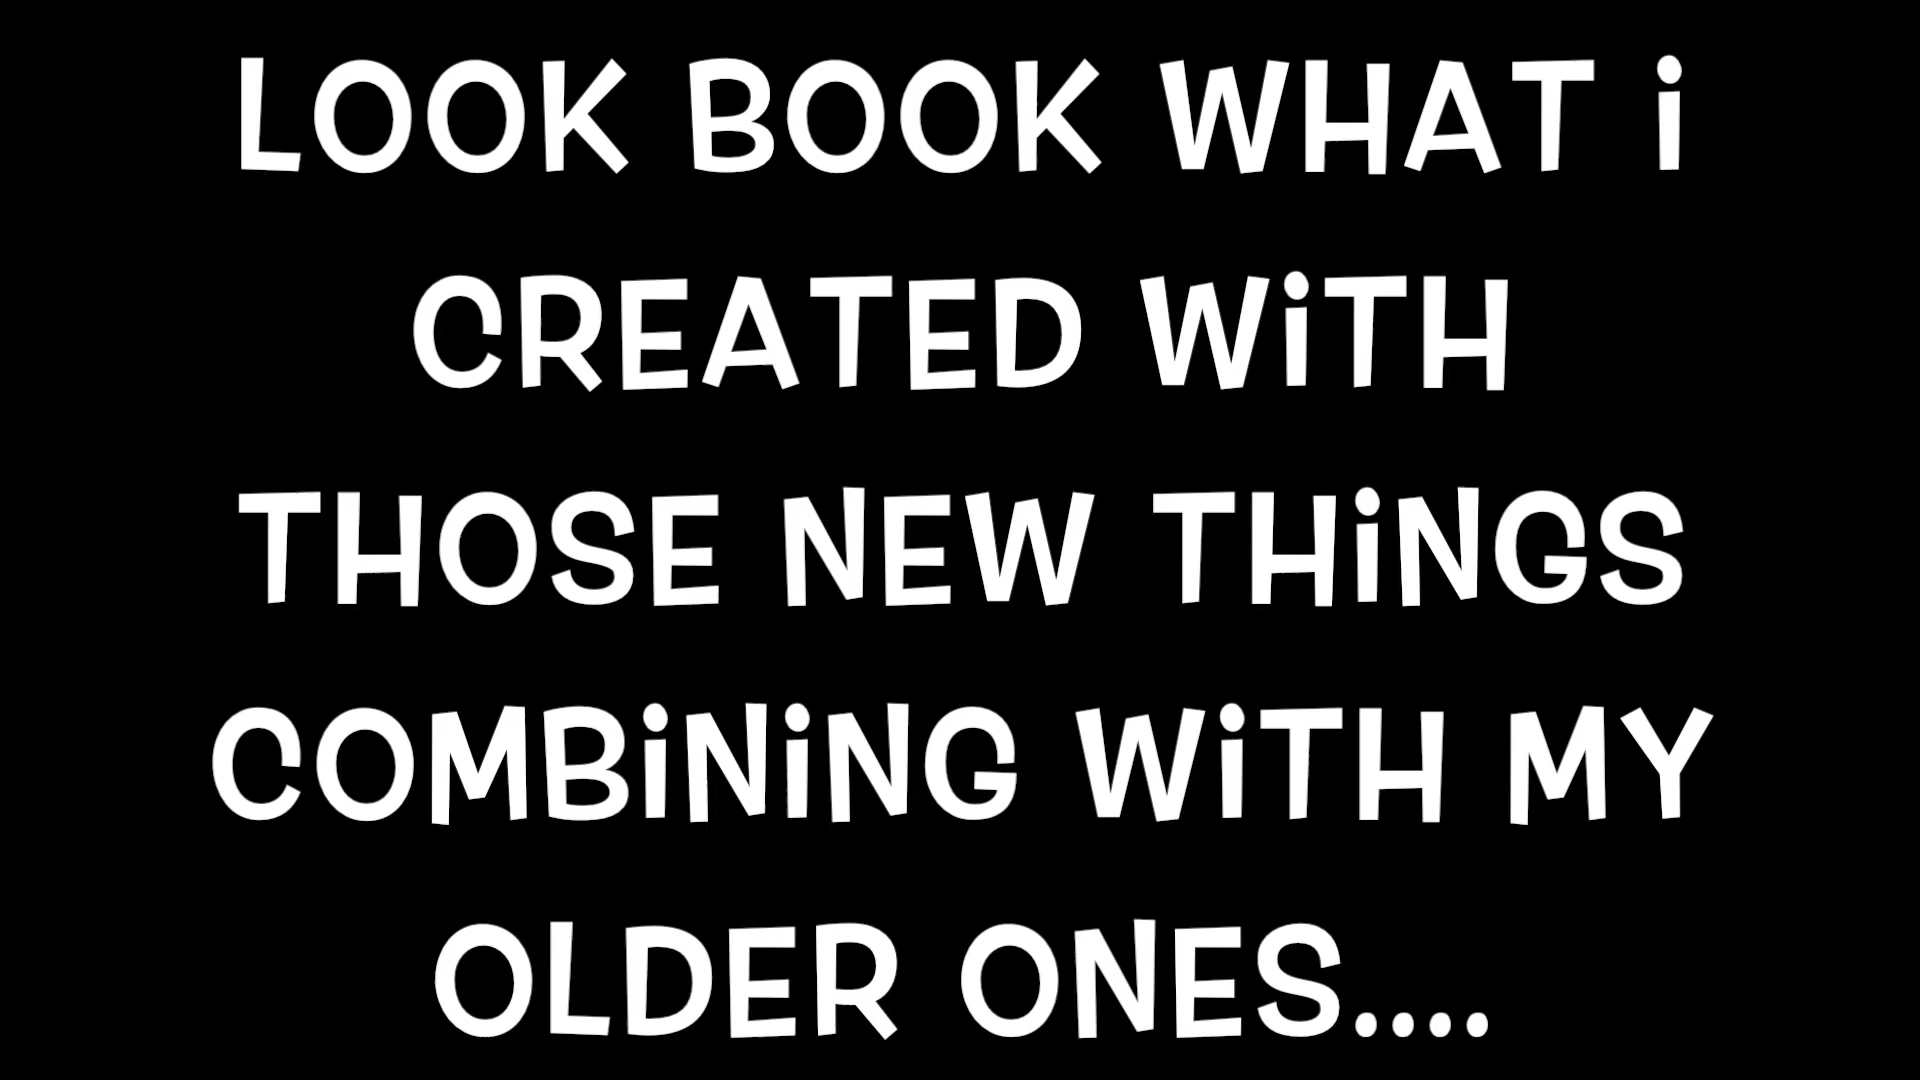 LOOK BOOK WHAT i
CREATED WiTH
THOSE NEW THiNGS
COMBiNiNG WiTH MY
OLDER ONES....